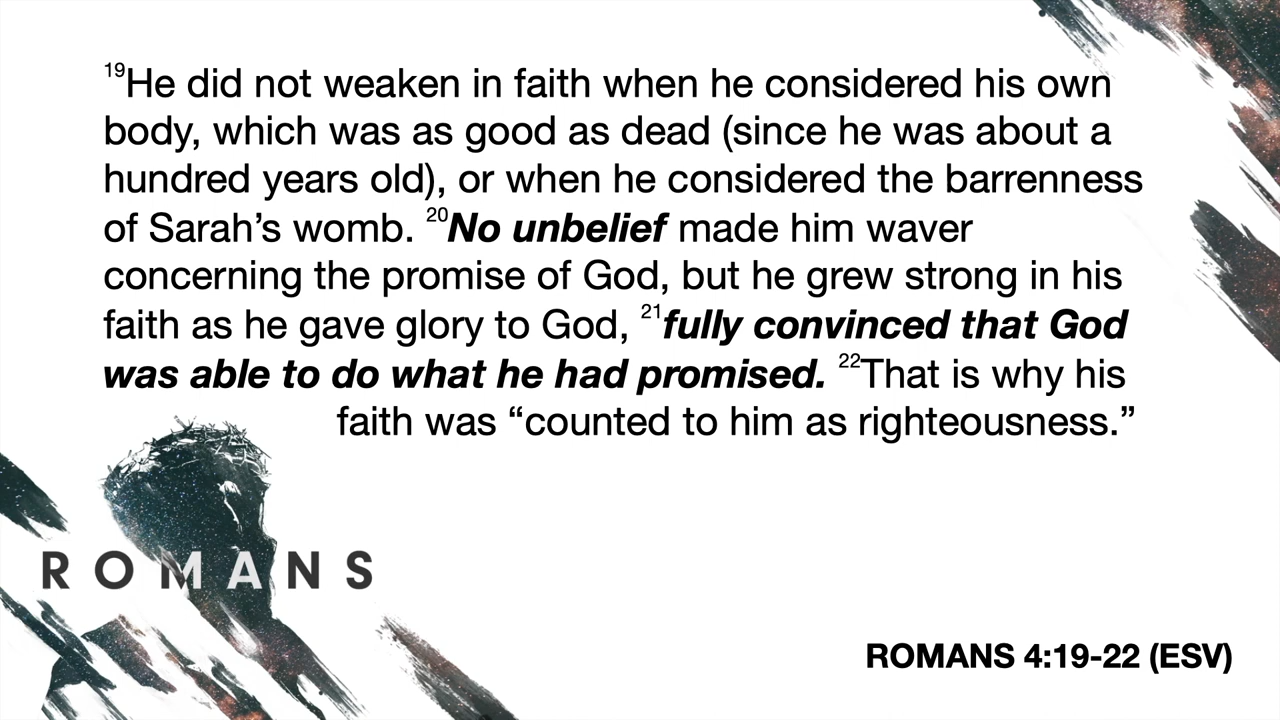 19He did not weaken in faith when he considered his own
body, which was as good as dead (since he was about a
hundred years old), or when he considered the barrenness
of Sarah’s womb. 20No unbelief made him waver
concerning the promise of God, but he grew strong in his
faith as he gave glory to God, 21fully convinced that God
was able to do what he had promised. 22That is why his
faith was “counted to him as righteousness.”
ROMANS
ROMANS 4:19-22 (ESV)